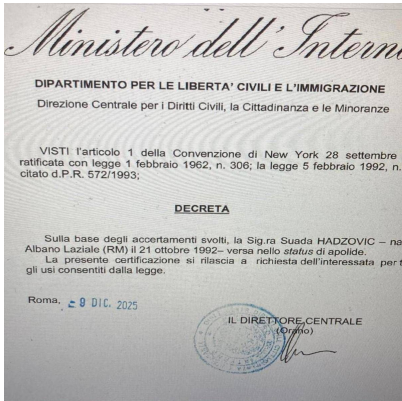 Ministero dell'Intern
DIPARTIMENTO PER LE LIBERTA' CIVILI E L'IMMIGRAZIONE
Direzione Centrale per i Diritti Civili, la Cittadinanza e le Minoranze
VISTI l'articolo 1 della Convenzione di New York 28 settembre
ratificata con legge 1 febbraio 1962, n. 306; la legge 5 febbraio 1992, n.
citato d.P.R. 572/1993;
DECRETA
Sulla base degli accertamenti svolti, la Sig.ra Suada HADZOVIC – na
Albano Laziale (RM) il 21 ottobre 1992– versa nello status di apolide.
La presente certificazione si rilascia a richiesta dell'interessata per t
gli usi consentiti dalla legge.
Roma, 9 DIC. 2025
IL DIRETTORE CENTRALE